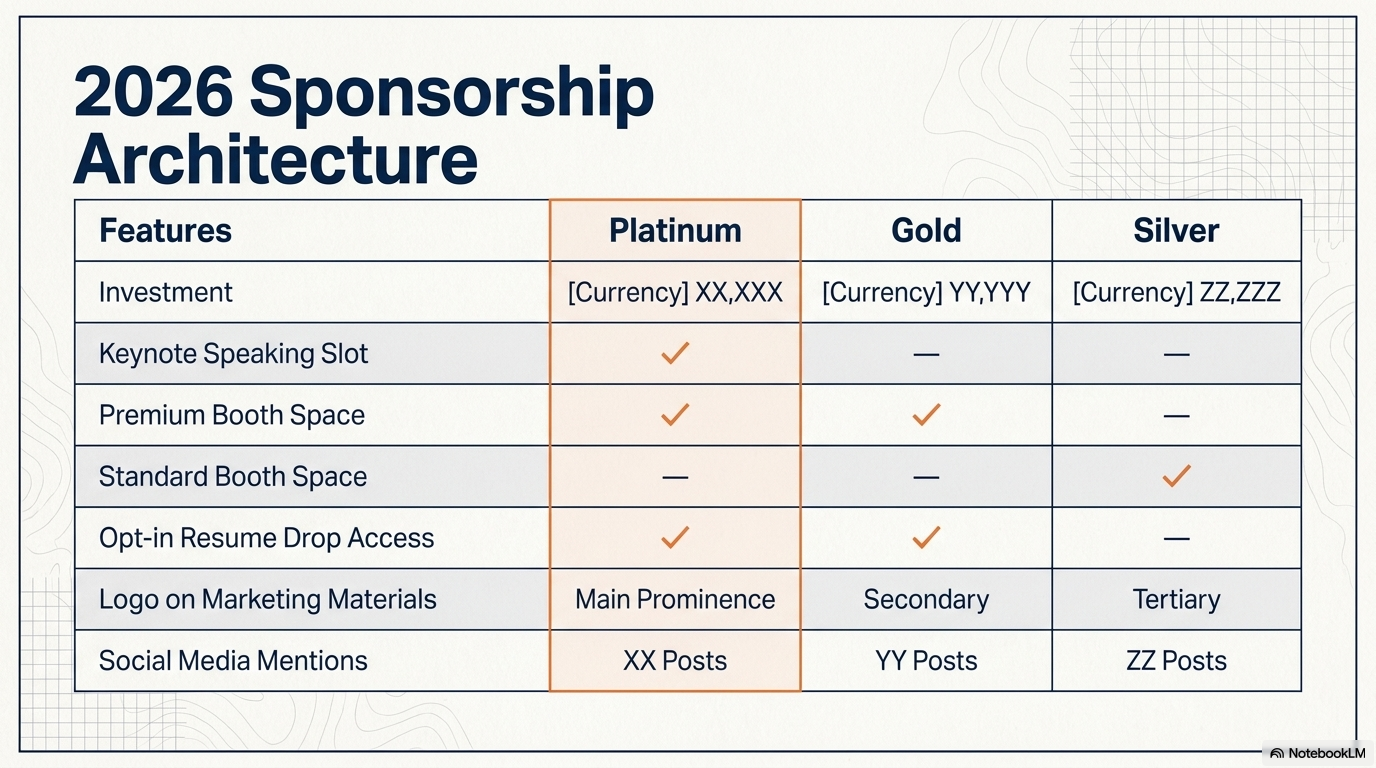 2026 Sponsorship
Architecture
Features Platinum Gold Silver
Investment [Currency] XX,XXX [Currency] YY,YYY [Currency] ZZ,ZZZ
Keynote Speaking Slot ✓ — —
Premium Booth Space ✓ ✓ —
Standard Booth Space — — ✓
Opt-in Resume Drop Access ✓ ✓ —
Logo on Marketing Materials Main Prominence Secondary Tertiary
Social Media Mentions XX Posts YY Posts ZZ Posts
NotebookLM